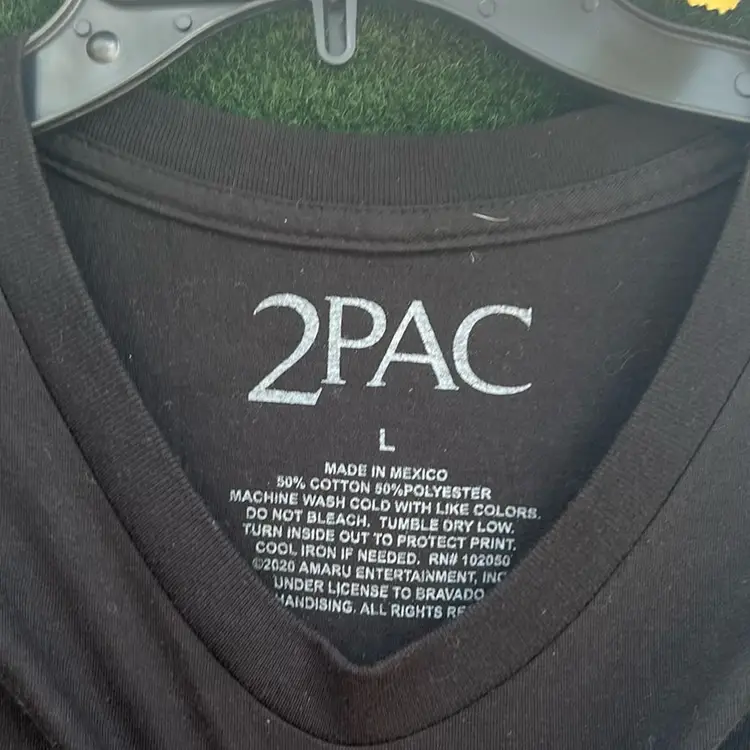 2PAC
L
MADE IN MEXICO
50% COTTON 50%POLYESTER
MACHINE WASH COLD WITH LIKE COLORS.
DO NOT BLEACH. TUMBLE DRY LOW.
TURN INSIDE OUT TO PROTECT PRINT.
COOL IRON IF NEEDED. RN# 102050
©2020 AMARU ENTERTAINMENT, INC
UNDER LICENSE TO BRAVADO
ALL RIGHTS